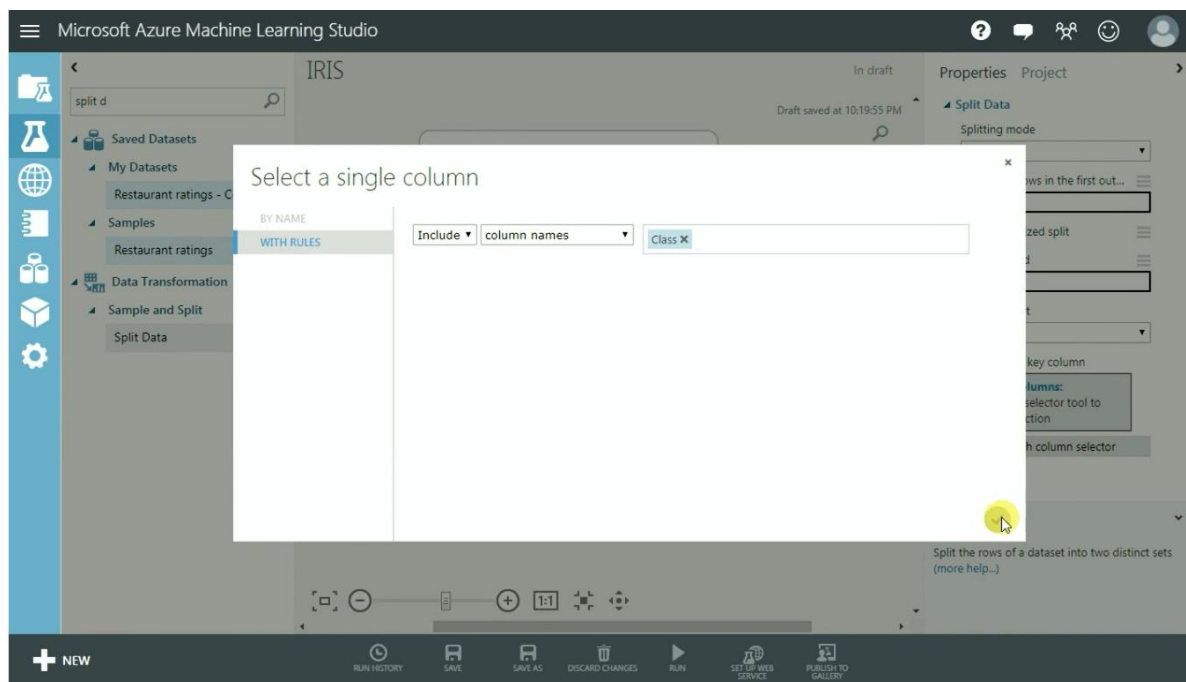 Microsoft Azure Machine Learning Studio
?
split d
Saved Datasets
My Datasets
Restaurant ratings - C
Samples
Restaurant ratings
Data Transformation
Sample and Split
Split Data
IRIS
In draft
Draft saved at 10:19:55 PM
Select a single column
BY NAME
WITH RULES
Include
column names
Class
Properties Project
Split Data
Splitting mode
ows in the first out...
zed split
key column
lumns:
selector tool to
ction
h column selector
Split the rows of a dataset into two distinct sets
(more help...)
1:1
NEW
RUN HISTORY
SAVE
SAVE AS
DISCARD CHANGES
RUN
SET UP WEB
SERVICE
PUBLISH TO
GALLERY